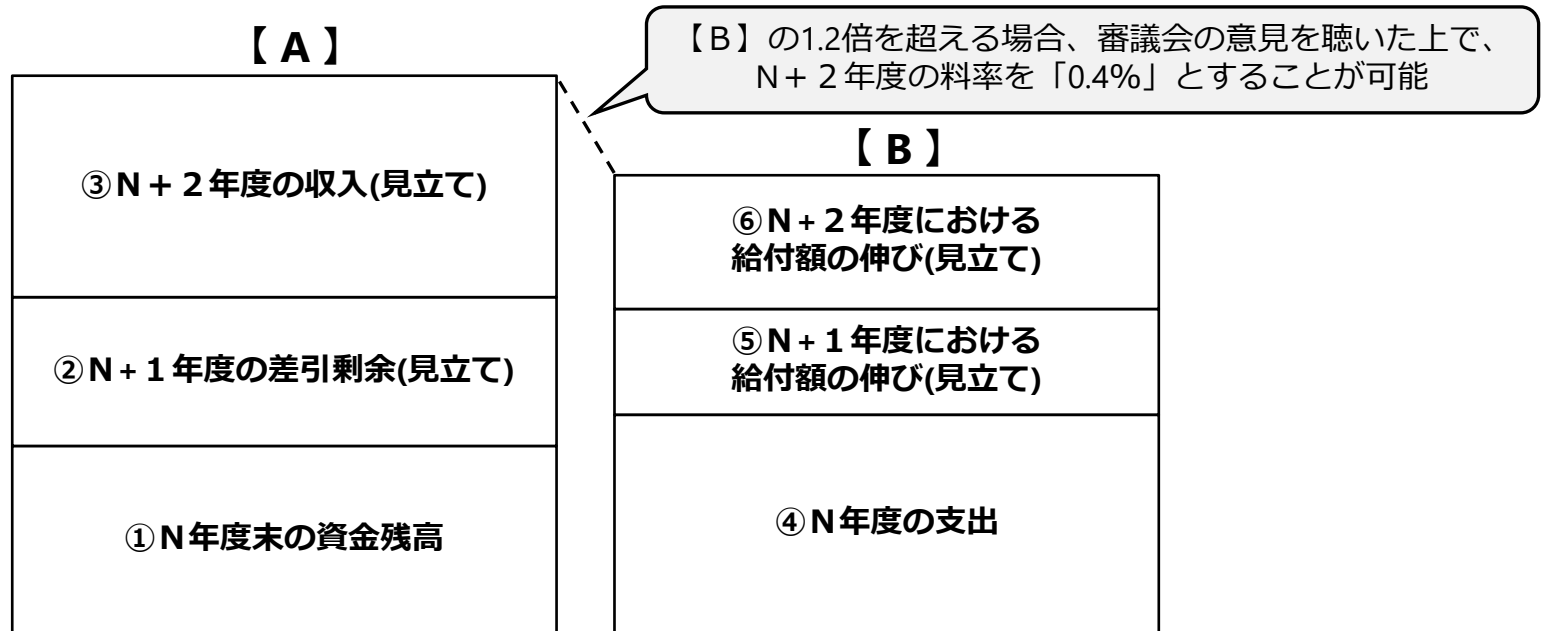 【 A 】
【B】の1.2倍を超える場合、審議会の意見を聴いた上で、
N+2年度の料率を「0.4%」とすることが可能
【 B 】
③N+2年度の収入(見立て)
⑥N+2年度における
給付額の伸び(見立て)
②N+1年度の差引剰余(見立て)
⑤N+1年度における
給付額の伸び(見立て)
①N年度末の資金残高
④N年度の支出